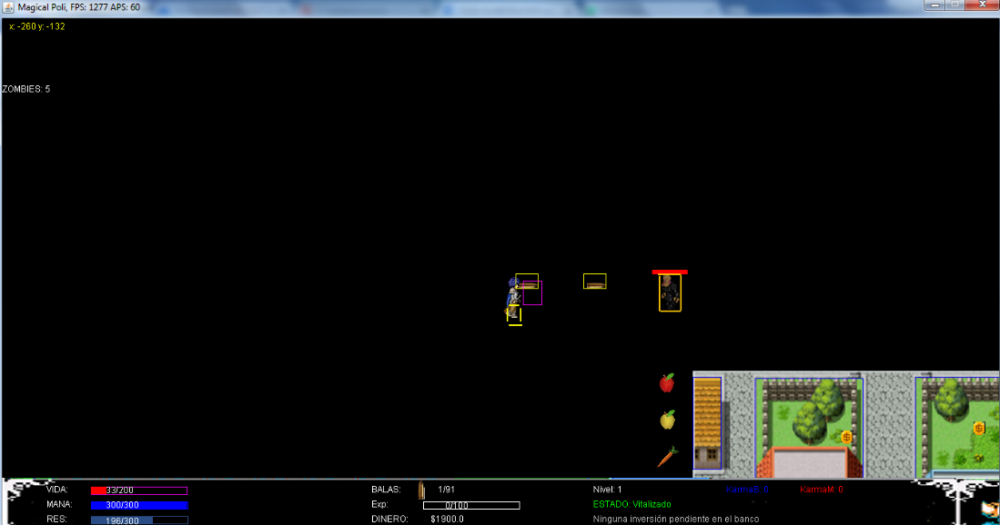 Magical Poli, FPS: 1277 APS: 60
x: -260 y: -132
ZOMBIES: 5
VIDA: 33/200 BALAS: 1/91 Nivel: 1 KarmaB: 0 KarmaM: 0
MANA: 300/300 Exp: 0/100 ESTADO: Vitalizado
RES: 196/300 DINERO: $1900.0 Ninguna inversión pendiente en el banco